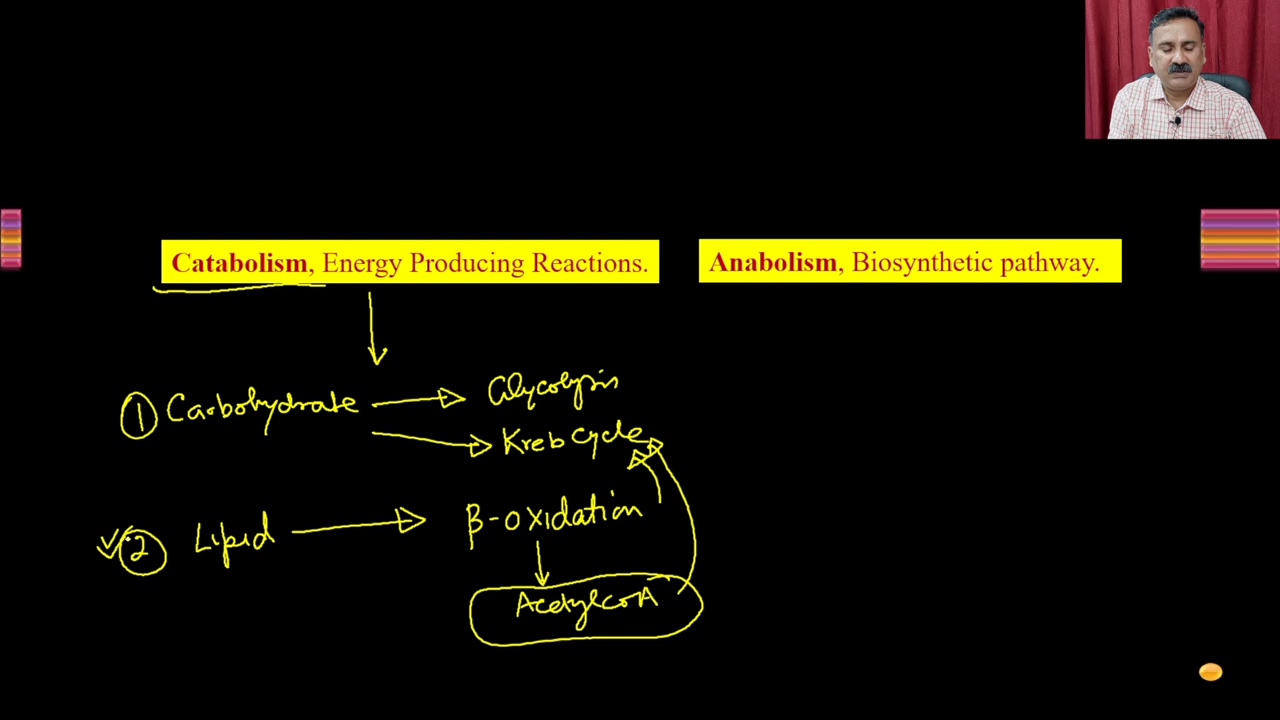 Catabolism, Energy Producing Reactions.
Anabolism, Biosynthetic pathway.
1 Carbohydrate
Glycolysis
Kreb Cycle
2 Lipid
β-oxidation
AcetylcoA